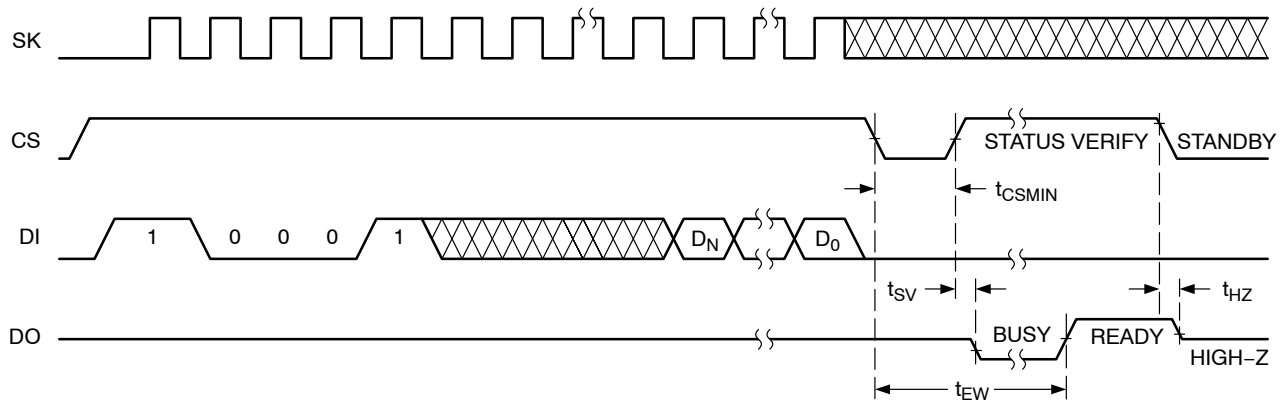 SK
CS
STATUS VERIFY
STANDBY
tCSMIN
DI
1
0
0
0
1
DN
D0
tSV
tHZ
DO
BUSY
READY
HIGH–Z
tEW